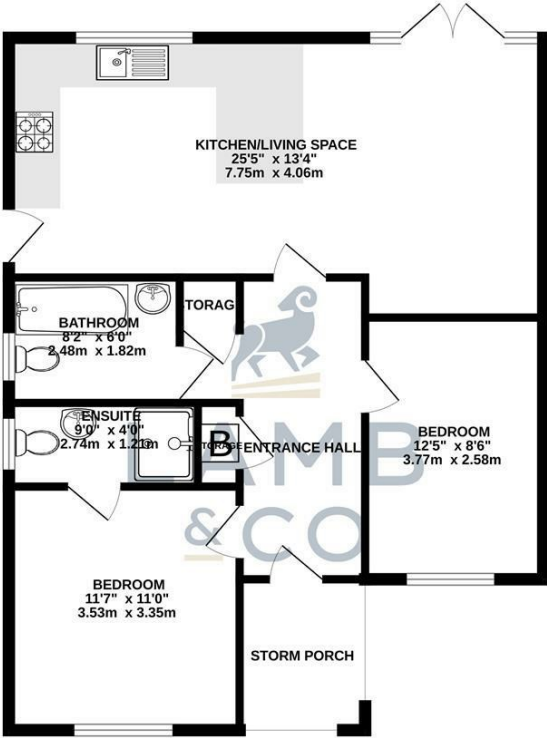 KITCHEN/LIVING SPACE
25'5" x 13'4"
7.75m x 4.06m
STORAG
BATHROOM
8'2" x 6'0"
2.48m x 1.82m
ENSUITE
9'0" x 4'0"
2.74m x 1.21m
STORAGE
B
ENTRANCE HALL
BEDROOM
12'5" x 8'6"
3.77m x 2.58m
LAMB
& CO
BEDROOM
11'7" x 11'0"
3.53m x 3.35m
STORM PORCH